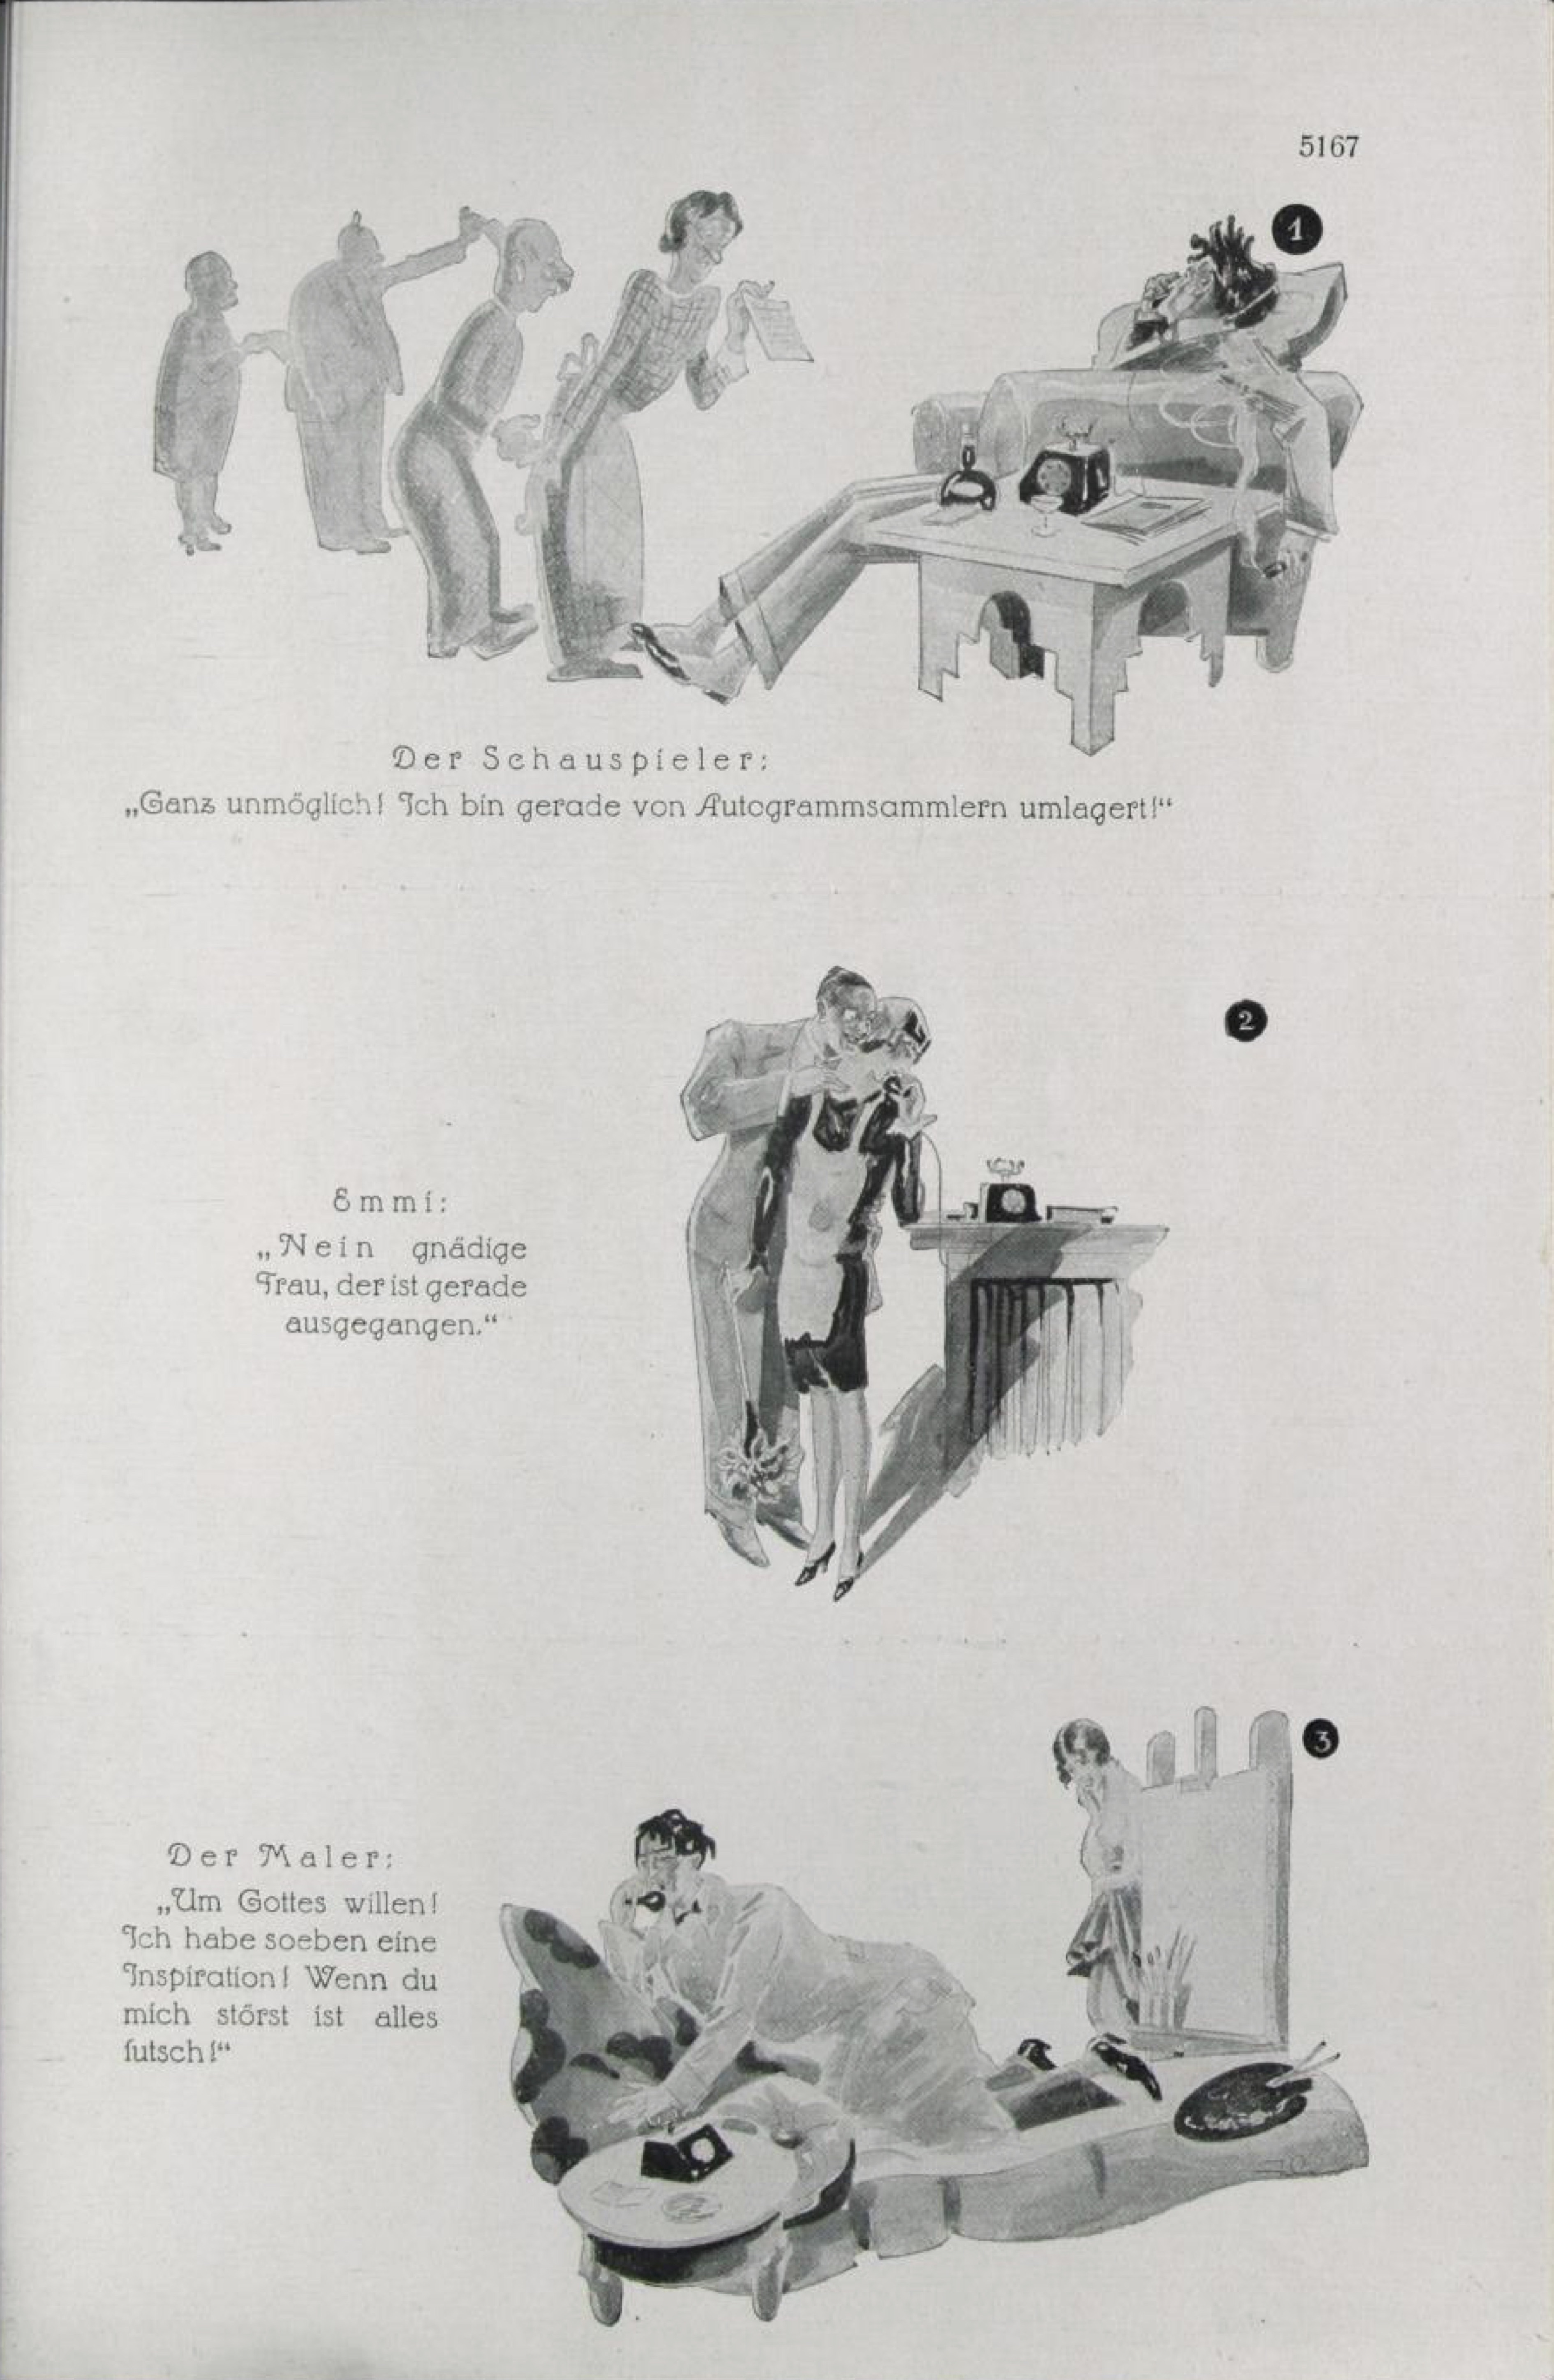 5167
1
Der Schauspieler:
„Ganz unmöglich! Ich bin gerade von Autogrammsammlern umlagert!“
2
Emmi:
„Nein gnädige
Frau, der ist gerade
ausgegangen.“
3
Der Maler:
„Um Gottes willen!
Ich habe soeben eine
Inspiration! Wenn du
mich störst ist alles
futsch!“